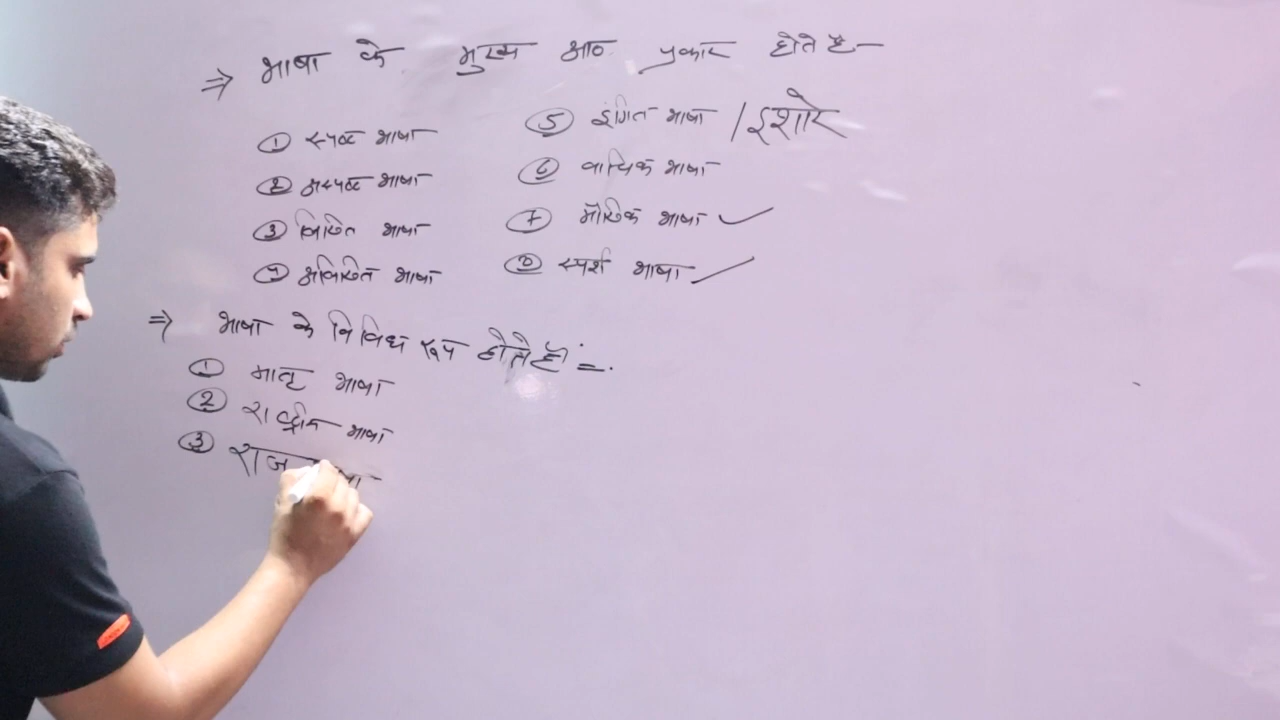 ⇒ भाषा के मुख्य आठ प्रकार होते है—
① स्पष्ट भाषा
② अस्पष्ट भाषा
③ लिखित भाषा
④ अलिखित भाषा
⑤ इंगित भाषा / इशारे
⑥ वाचिक भाषा
⑦ मौखिक भाषा ✓
⑧ स्पर्श भाषा ✓
⇒ भाषा के विविध रूप होते हैं :-
① मातृ भाषा
② राष्ट्रीय भाषा
③ राज